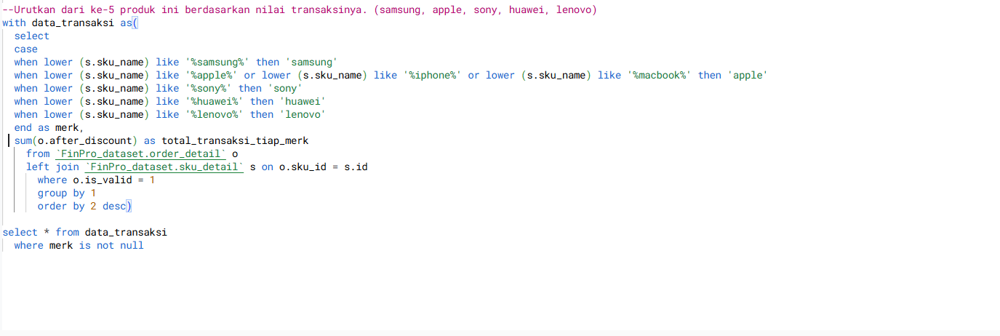 --Urutkan dari ke-5 produk ini berdasarkan nilai transaksinya. (samsung, apple, sony, huawei, lenovo)
with data_transaksi as(
select
case
when lower (s.sku_name) like '%samsung%' then 'samsung'
when lower (s.sku_name) like '%apple%' or lower (s.sku_name) like '%iphone%' or lower (s.sku_name) like '%macbook%' then 'apple'
when lower (s.sku_name) like '%sony%' then 'sony'
when lower (s.sku_name) like '%huawei%' then 'huawei'
when lower (s.sku_name) like '%lenovo%' then 'lenovo'
end as merk,
sum(o.after_discount) as total_transaksi_tiap_merk
from `FinPro_dataset.order_detail` o
left join `FinPro_dataset.sku_detail` s on o.sku_id = s.id
where o.is_valid = 1
group by 1
order by 2 desc)
select * from data_transaksi
where merk is not null